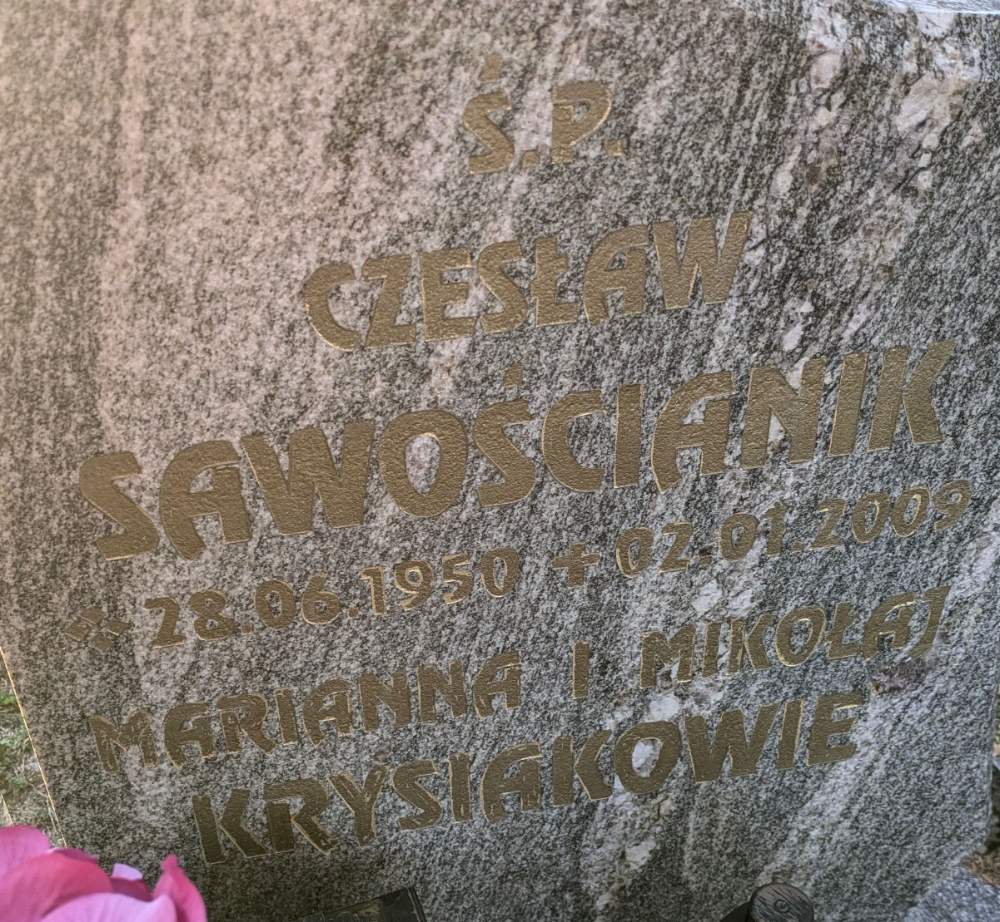 Ś.P.
CZESŁAW
SAWOŚCIANIK
28.06.1950 + 02.01.2009
MARIANNA I MIKOŁAJ
KRYSIAKOWIE